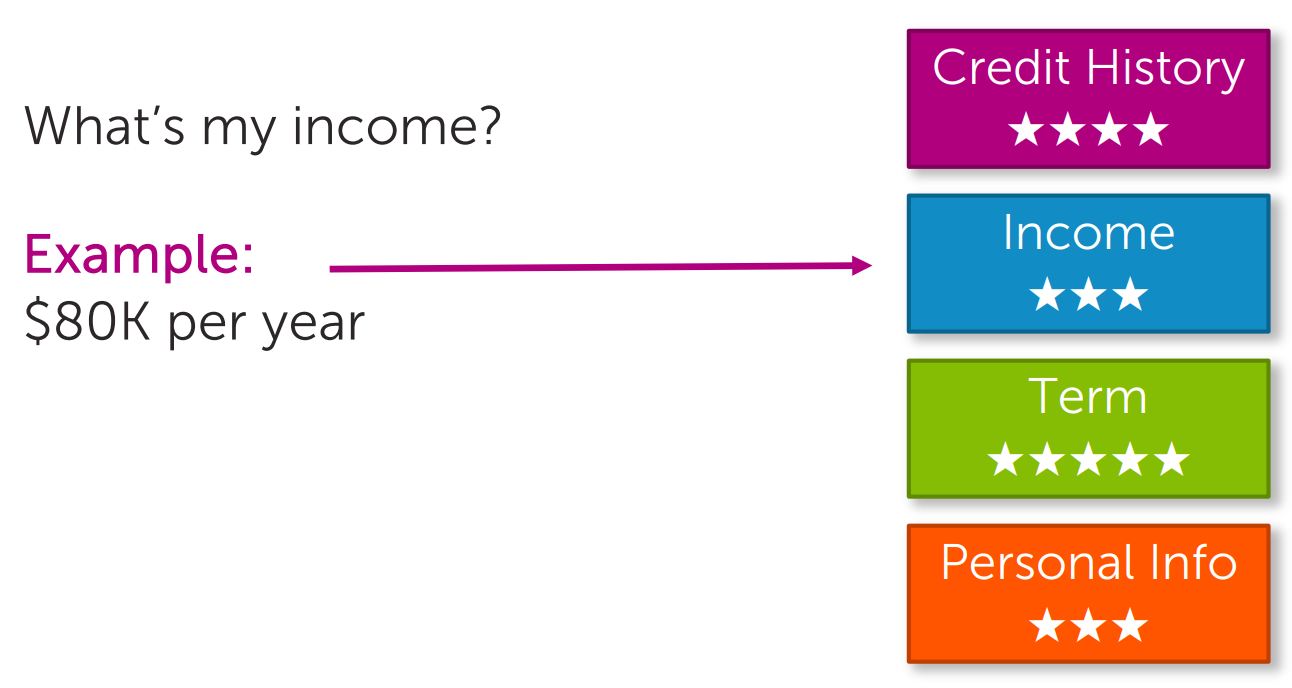 What's my income?
Example:
$80K per year
Credit History
★★★★
Income
★★★
Term
★★★★★
Personal Info
★★★